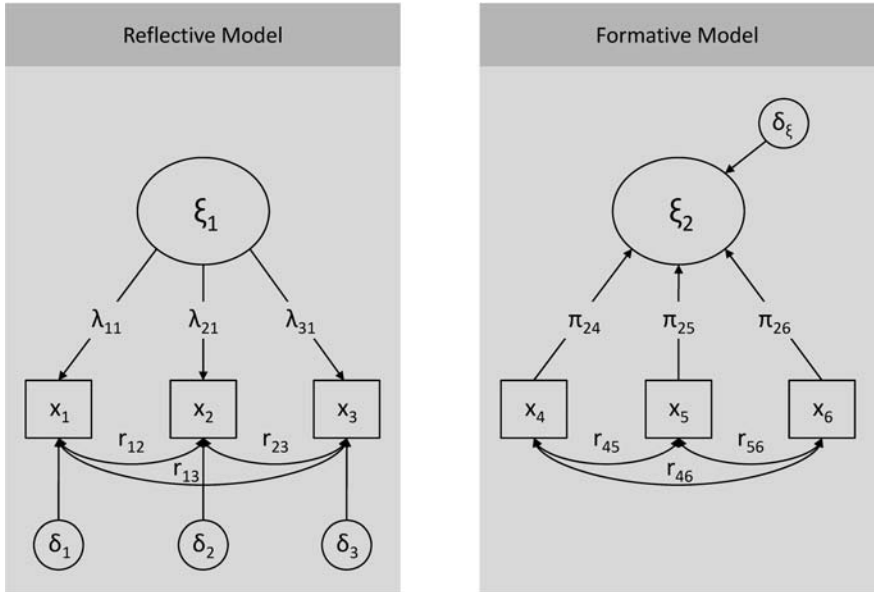 Reflective Model
ξ₁
λ₁₁ λ₂₁ λ₃₁
x₁ x₂ x₃
r₁₂ r₂₃
r₁₃
δ₁ δ₂ δ₃
Formative Model
δ_ξ
ξ₂
π₂₄ π₂₅ π₂₆
x₄ x₅ x₆
r₄₅ r₅₆
r₄₆